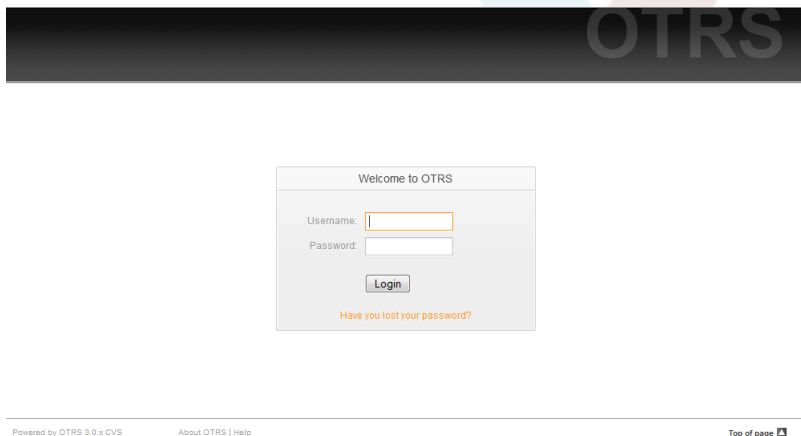 OTRS
Welcome to OTRS
Username:
Password:
Login
Have you lost your password?
Powered by OTRS 3.0.x CVS About OTRS | Help Top of page